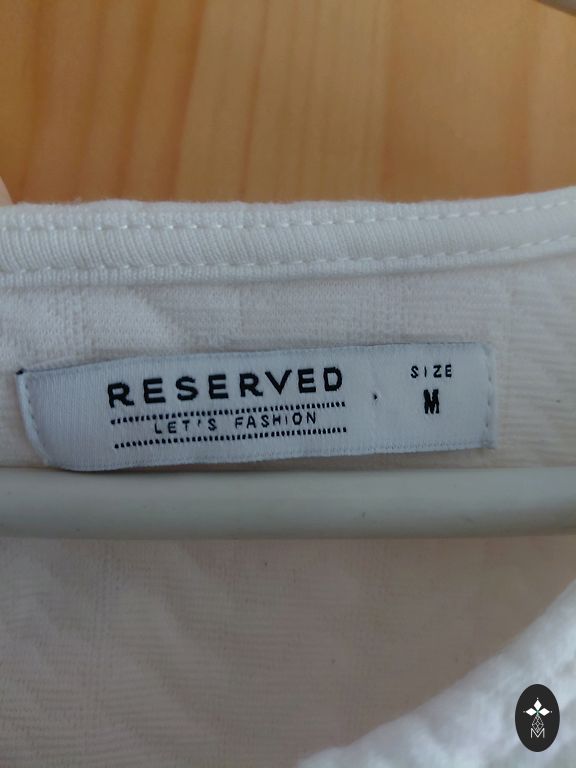 RESERVED
LET'S FASHION
SIZE
M